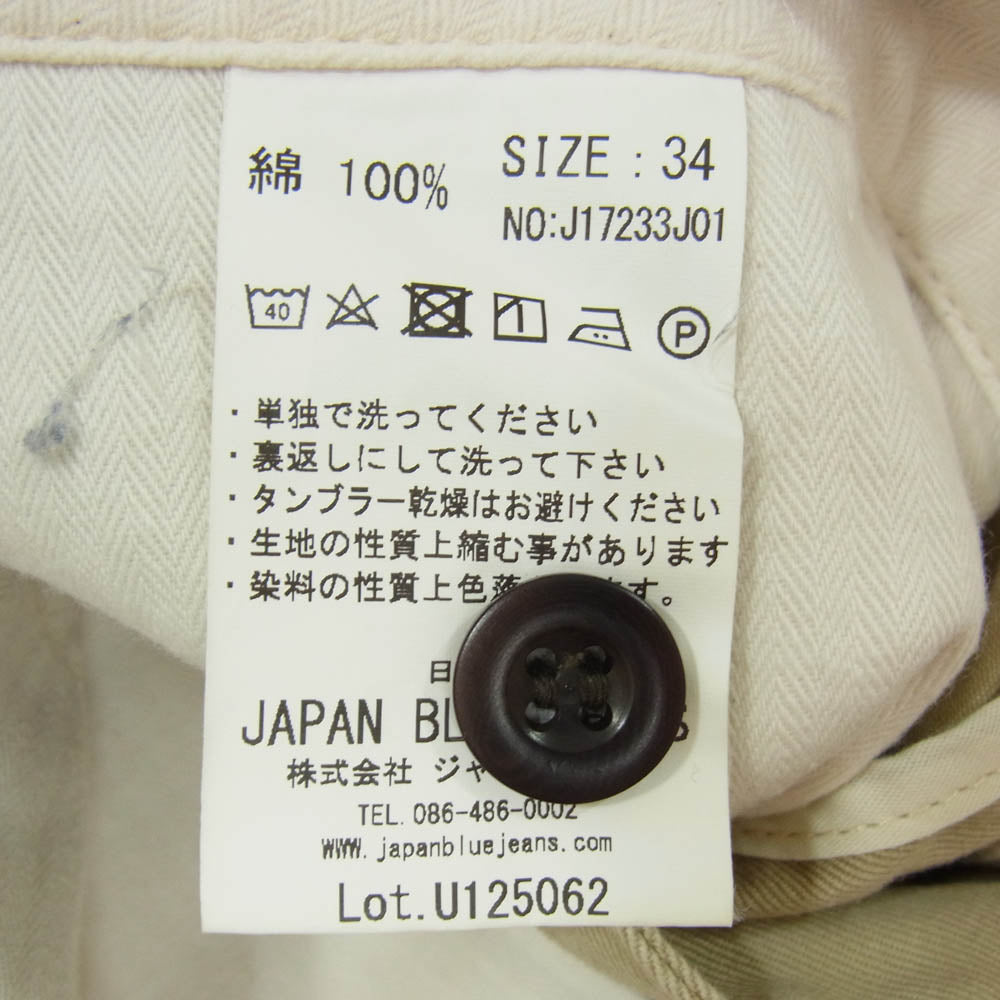 綿 100% SIZE : 34
NO:J17233J01
40 P
・単独で洗ってください
・裏返しにして洗って下さい
・タンブラー乾燥はお避けください
・生地の性質上縮む事があります
・染料の性質上色落 す。
日
JAPAN BL S
株式会社 ジャ
TEL. 086-486-0002
www.japanbluejeans.com
Lot.U125062